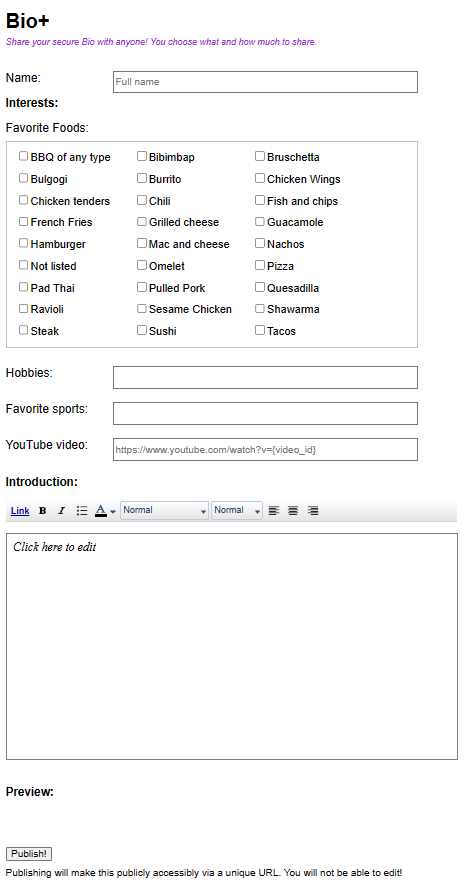 Bio+
Share your secure Bio with anyone! You choose what and how much to share.
Name: Full name
Interests:
Favorite Foods:
BBQ of any type Bibimbap Bruschetta
Bulgogi Burrito Chicken Wings
Chicken tenders Chili Fish and chips
French Fries Grilled cheese Guacamole
Hamburger Mac and cheese Nachos
Not listed Omelet Pizza
Pad Thai Pulled Pork Quesadilla
Ravioli Sesame Chicken Shawarma
Steak Sushi Tacos
Hobbies:
Favorite sports:
YouTube video: https://www.youtube.com/watch?v={video_id}
Introduction:
Link B I A Normal Normal
Click here to edit
Preview:
Publish!
Publishing will make this publicly accessibly via a unique URL. You will not be able to edit!